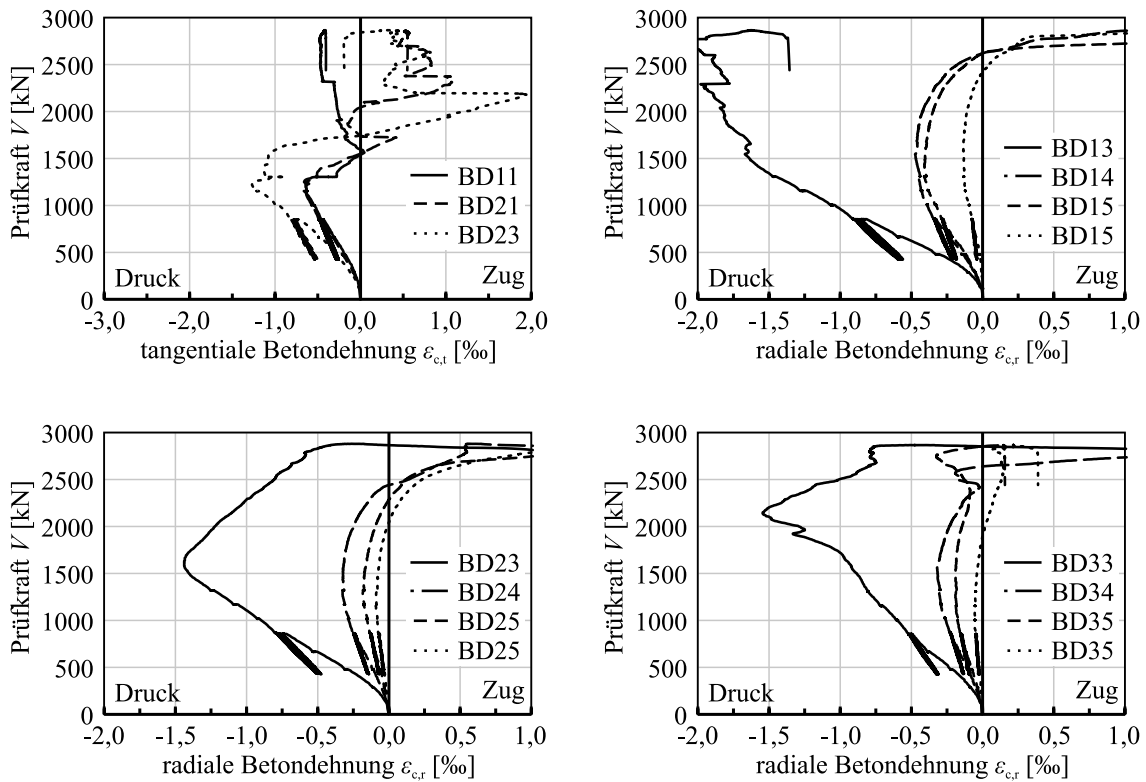 3000
2500
2000
1500
1000
500
0
Prüfkraft V [kN]
BD11
BD21
BD23
Druck
Zug
-3,0 -2,0 -1,0 0,0 1,0 2,0
tangentiale Betondehnung εc,t [‰]
3000
2500
2000
1500
1000
500
0
Prüfkraft V [kN]
BD13
BD14
BD15
BD15
Druck
Zug
-2,0 -1,5 -1,0 -0,5 0,0 0,5 1,0
radiale Betondehnung εc,r [‰]
3000
2500
2000
1500
1000
500
0
Prüfkraft V [kN]
BD23
BD24
BD25
BD25
Druck
Zug
-2,0 -1,5 -1,0 -0,5 0,0 0,5 1,0
radiale Betondehnung εc,r [‰]
3000
2500
2000
1500
1000
500
0
Prüfkraft V [kN]
BD33
BD34
BD35
BD35
Druck
Zug
-2,0 -1,5 -1,0 -0,5 0,0 0,5 1,0
radiale Betondehnung εc,r [‰]